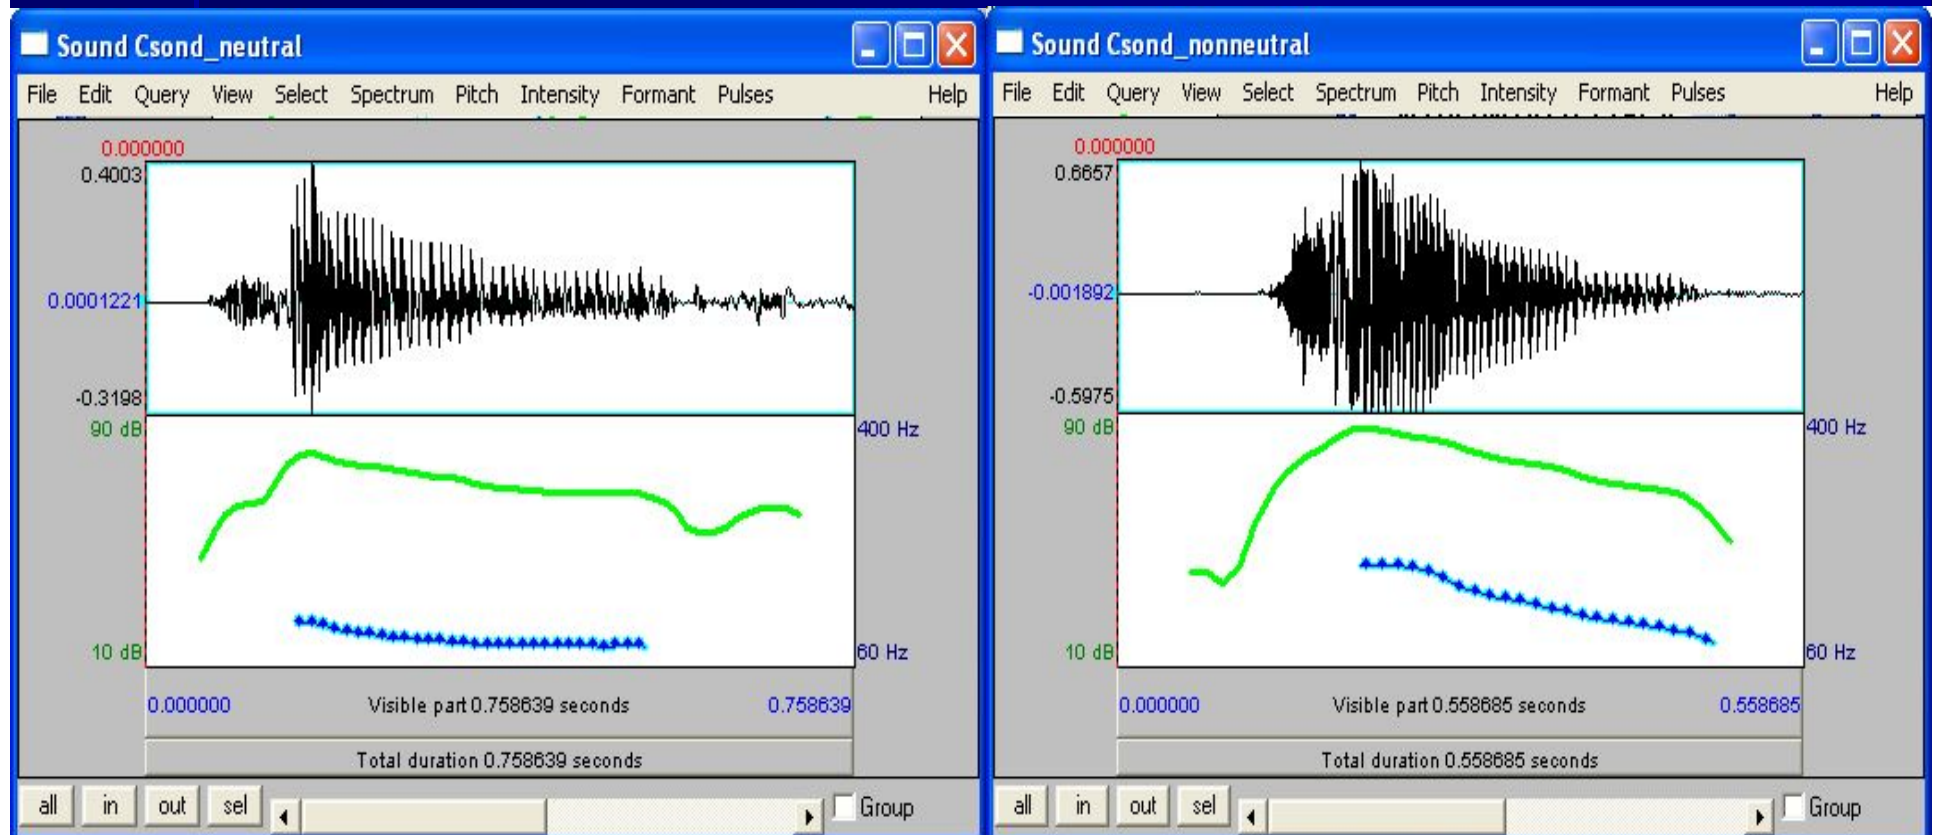 Sound Csond_neutral
File Edit Query View Select Spectrum Pitch Intensity Formant Pulses Help
0.000000
0.4003
0.0001221
-0.3198
90 dB
400 Hz
10 dB
60 Hz
0.000000 Visible part 0.758639 seconds 0.758639
Total duration 0.758639 seconds
all in out sel Group
Sound Csond_nonneutral
File Edit Query View Select Spectrum Pitch Intensity Formant Pulses Help
0.000000
0.6657
-0.001892
-0.5975
90 dB
400 Hz
10 dB
60 Hz
0.000000 Visible part 0.558685 seconds 0.558685
Total duration 0.558685 seconds
all in out sel Group